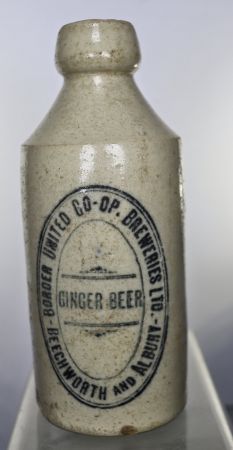 BORDER UNITED CO-OP. BREWERIES LTD.
GINGER BEER
-BEECHWORTH AND ALBURY-